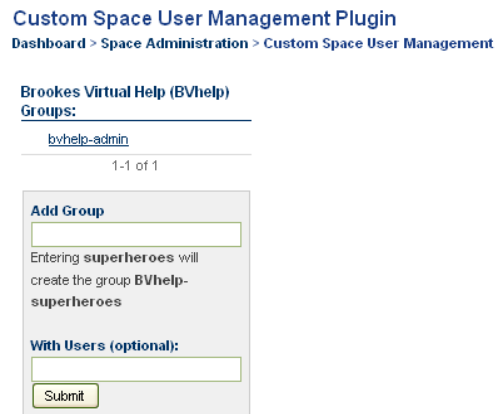 Custom Space User Management Plugin
Dashboard > Space Administration > Custom Space User Management
Brookes Virtual Help (BVhelp)
Groups:
bvhelp-admin
1-1 of 1
Add Group
Entering superheroes will
create the group BVhelp-
superheroes
With Users (optional):
Submit